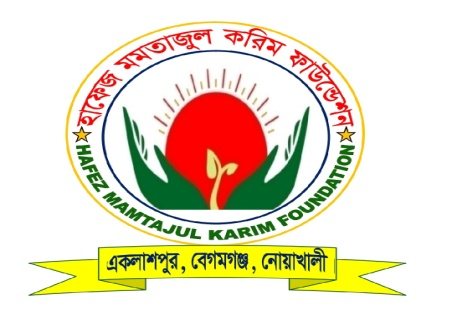 হাফেজ মমতাজুল করিম ফাউন্ডেশন
HAFEZ MAMTAJUL KARIM FOUNDATION
একলাশপুর, বেগমগঞ্জ, নোয়াখালী